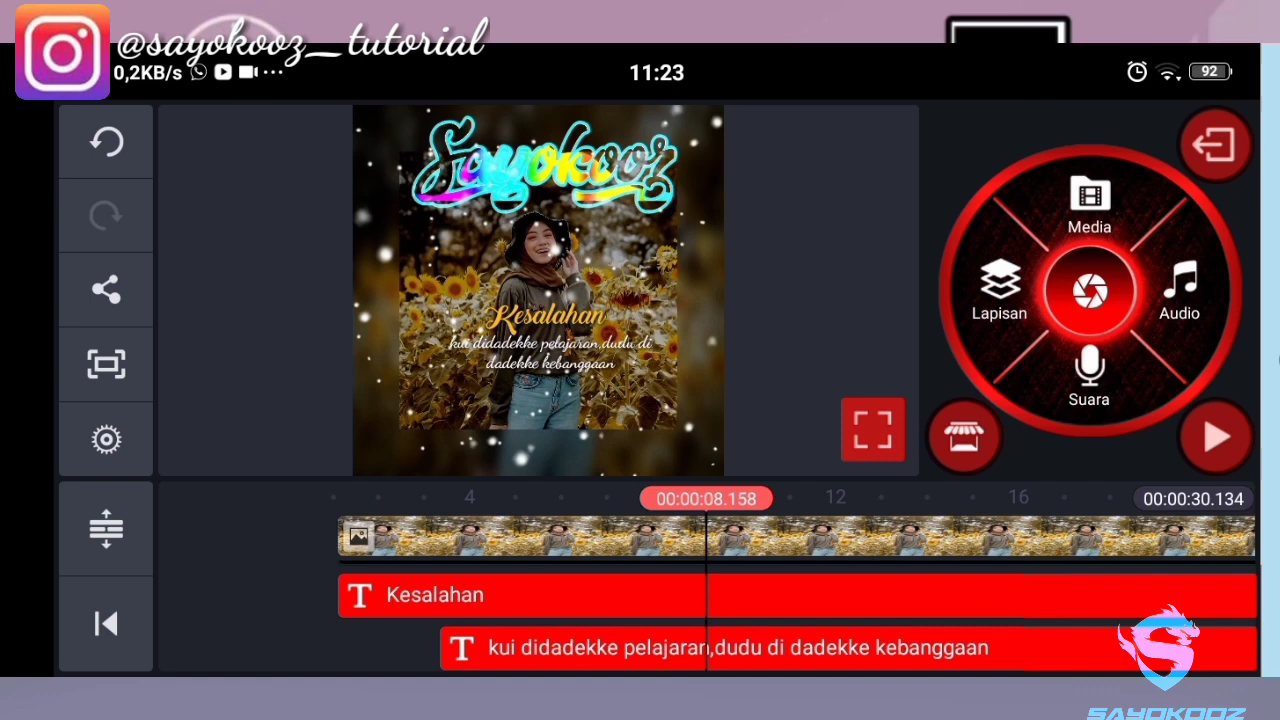 @sayokooz_tutorial
0,2KB/s
11:23
92
Sayokooz
Kesalahan
kui didadekke pelajaran,dudu di
dadekke kebanggaan
Media
Lapisan
Audio
Suara
4
00:00:08.158
12
16
00:00:30.134
Kesalahan
kui didadekke pelajaran,dudu di dadekke kebanggaan
SAYOKOOZ